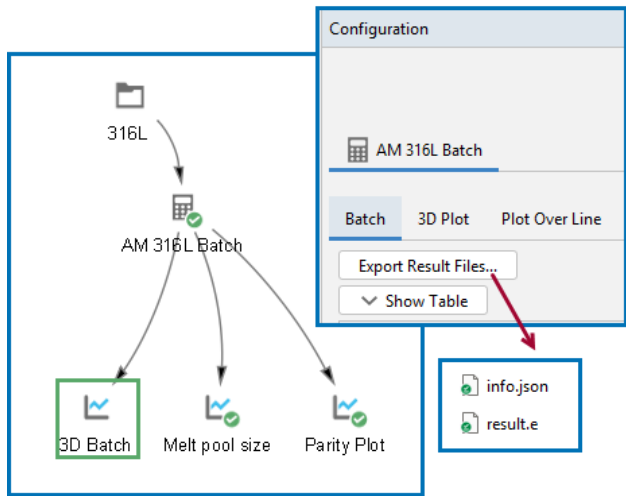 Configuration
AM 316L Batch
Batch 3D Plot Plot Over Line
Export Result Files...
Show Table
316L
AM 316L Batch
3D Batch Melt pool size Parity Plot
info.json
result.e